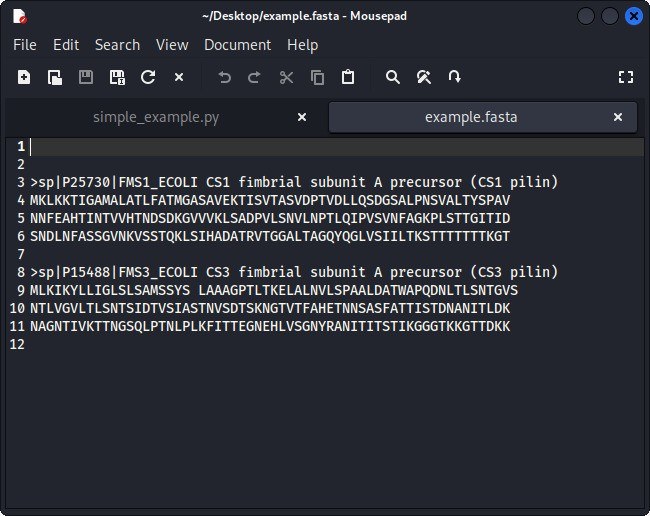 ~/Desktop/example.fasta - Mousepad
File Edit Search View Document Help
simple_example.py
example.fasta
1
2
3 >sp|P25730|FMS1_ECOLI CS1 fimbrial subunit A precursor (CS1 pilin)
4 MKLKKTIGAMALATLFATMGASAVEKTISVTASVDPTVDLLQSDGSALPNSVALTYSPAV
5 NNFEAHTINTVVHTNDSDKGVVVKLSADPVLSNVLNPTLQIPVSVNFAGKPLSTTGITID
6 SNDLNFASSGVNKVSSTQKLSIHADATRVTGGALTAGQYQGLVSIILTKSTTTTTTTKGT
7
8 >sp|P15488|FMS3_ECOLI CS3 fimbrial subunit A precursor (CS3 pilin)
9 MLKIKYLLIGLSLSAMSSYS LAAAGPTLTKELALNVLSPAALDATWAPQDNLTLSNTGVS
10 NTLVGVLTLSNTSIDTVSIASTNVSDTSKNGTVTFAHETNNSASFATTISTDNANITLDK
11 NAGNTIVKTTNGSQLPTNLPLKFITTEGNEHLVSGNYRANITITSTIKGGGTKKGTTDKK
12